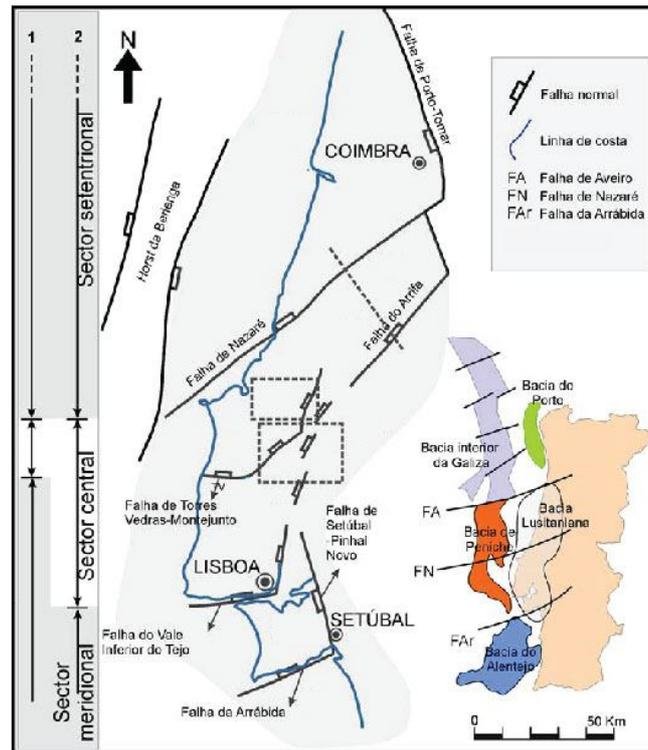 1
2
Sector setentrional
Sector central
Sector
meridional
N
Falha de Porto-Tomar
COIMBRA
Horst da Berlenga
Falha de Nazaré
Falha do Arrife
Falha de Torres
Vedras-Montejunto
Falha de
Setúbal
-Pinhal
Novo
LISBOA
SETÚBAL
Falha do Vale
Inferior do Tejo
Falha da Arrábida
Falha normal
Linha de costa
FA Falha de Aveiro
FN Falha de Nazaré
FAr Falha da Arrábida
Bacia do
Porto
Bacia interior
da Galiza
FA
Bacia
Lusitaniana
Bacia de
Peniche
FN
FAr
Bacia do
Alentejo
0 50 Km